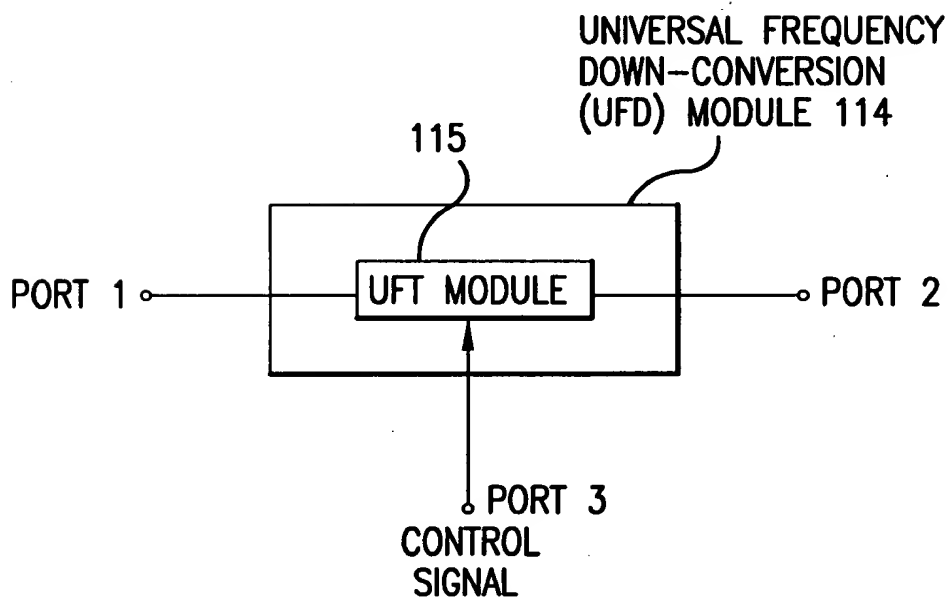 UNIVERSAL FREQUENCY
DOWN-CONVERSION
(UFD) MODULE 114
115
PORT 1
UFT MODULE
PORT 2
PORT 3
CONTROL
SIGNAL